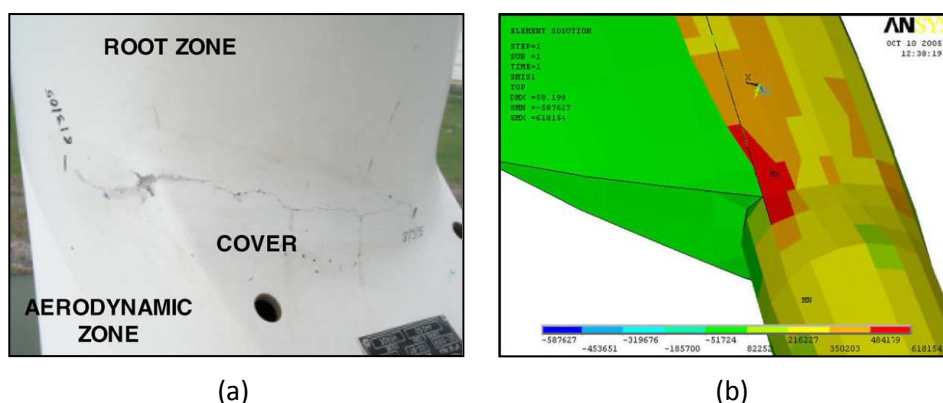 ROOT ZONE
COVER
AERODYNAMIC
ZONE
ANSYS
ELEMENT SOLUTION
OCT 10 2005
12:38:19
STEP=1
SUB =1
TIME=1
SMIS1
TOP
DMX =58.198
SMN =-587627
SMX =618154
X
MX
MN
-587627
-453651
-319676
-185700
-51724
82252
216227
350203
484179
618154
(a)
(b)